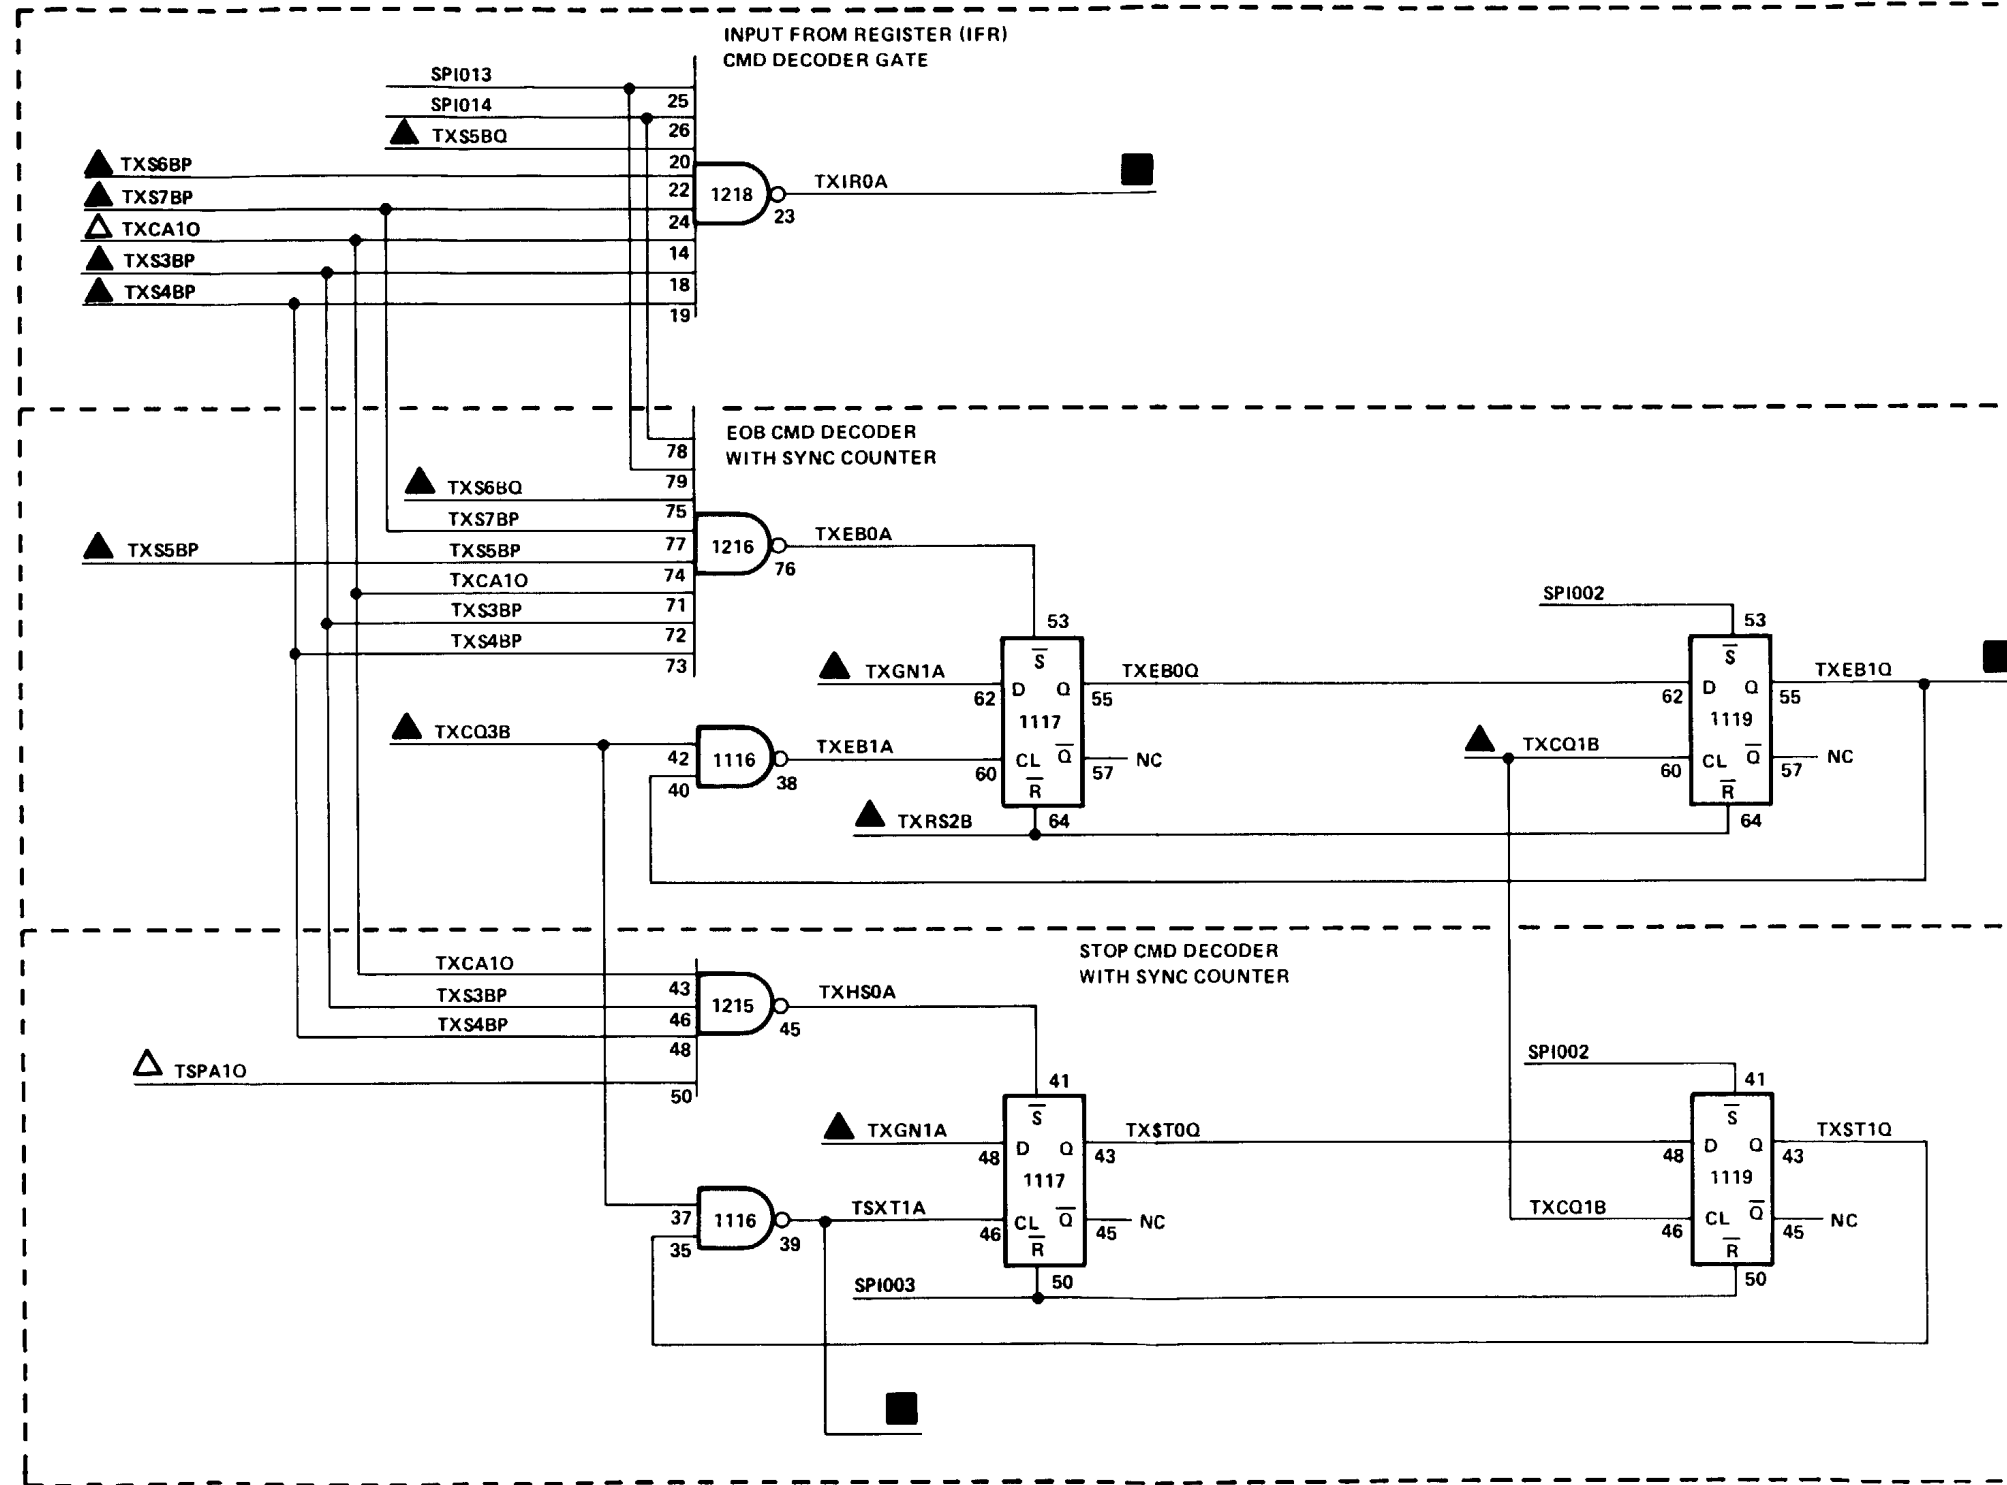 INPUT FROM REGISTER (IFR)
CMD DECODER GATE
SPI013
25
SPI014
26
TXS5BQ
20
TXS6BP
22
1218
TXIR0A
23
TXS7BP
24
TXCA1O
14
TXS3BP
18
TXS4BP
19
EOB CMD DECODER
WITH SYNC COUNTER
78
79
TXS6BQ
75
TXS7BP
77
1216
TXEB0A
76
TXS5BP
TXS5BP
74
TXCA1O
71
TXS3BP
72
TXS4BP
73
53
S
TXGN1A
62
D
Q
TXEB0Q
55
1117
TXCQ3B
42
1116
TXEB1A
38
40
60
CL
Q
57
NC
R
TXRS2B
64
SPI002
53
S
62
D
Q
TXEB1Q
55
1119
TXCQ1B
60
CL
Q
57
NC
R
64
STOP CMD DECODER
WITH SYNC COUNTER
TXCA1O
43
TXS3BP
46
1215
TXHS0A
45
TXS4BP
48
TSPA1O
50
41
S
TXGN1A
48
D
Q
TXST0Q
43
1117
37
1116
TSXT1A
39
35
46
CL
Q
45
NC
R
SPI003
50
SPI002
41
S
48
D
Q
TXST1Q
43
1119
TXCQ1B
46
CL
Q
45
NC
R
50